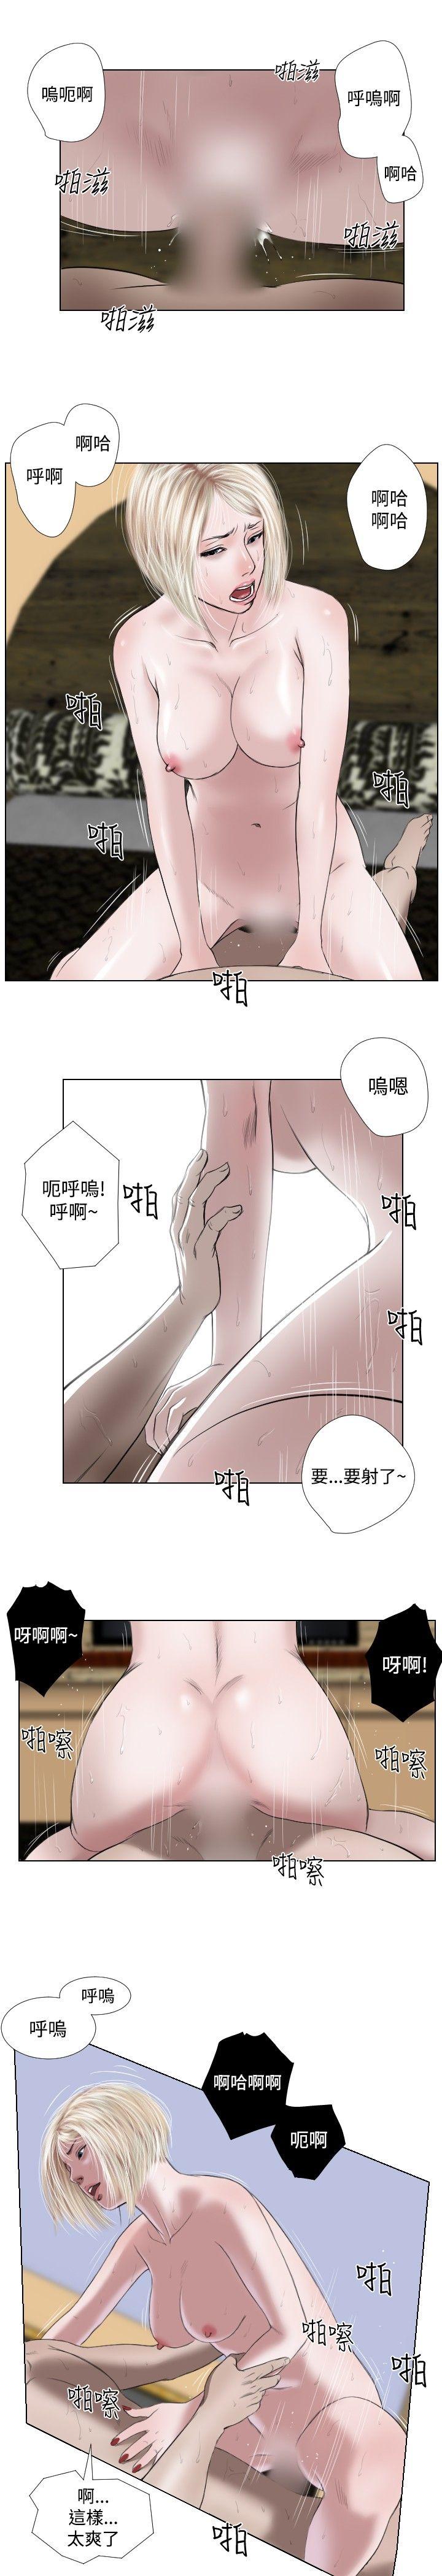 啪滋
嗚呃啊
呼嗚啊
啊哈
啪滋
啪滋
啪滋
啊哈
呼啊
啊哈
啊哈
啪
啪
啪
啪
嗚嗯
呃呼嗚!
呼啊~
啪
啪
啪
啪
要...要射了~
呀啊啊~
呀啊!
啪嚓
啪嚓
啪嚓
呼嗚
呼嗚
啊哈啊啊
呃啊
啪
啪嚓
啪
啪嚓
啊...
這樣...
太爽了
啪